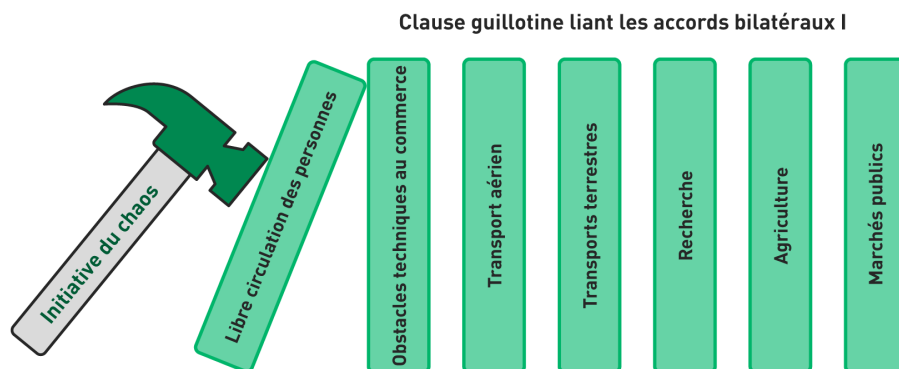 Clause guillotine liant les accords bilatéraux I
Initiative du chaos
Libre circulation des personnes
Obstacles techniques au commerce
Transport aérien
Transports terrestres
Recherche
Agriculture
Marchés publics